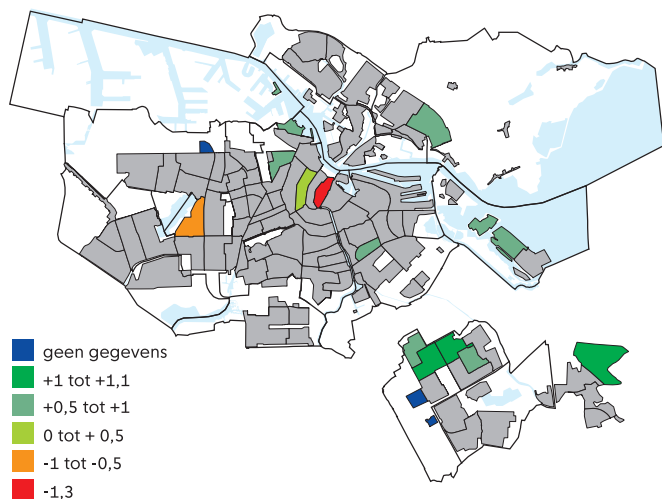 geen gegevens
+1 tot +1,1
+0,5 tot +1
0 tot + 0,5
-1 tot -0,5
-1,3